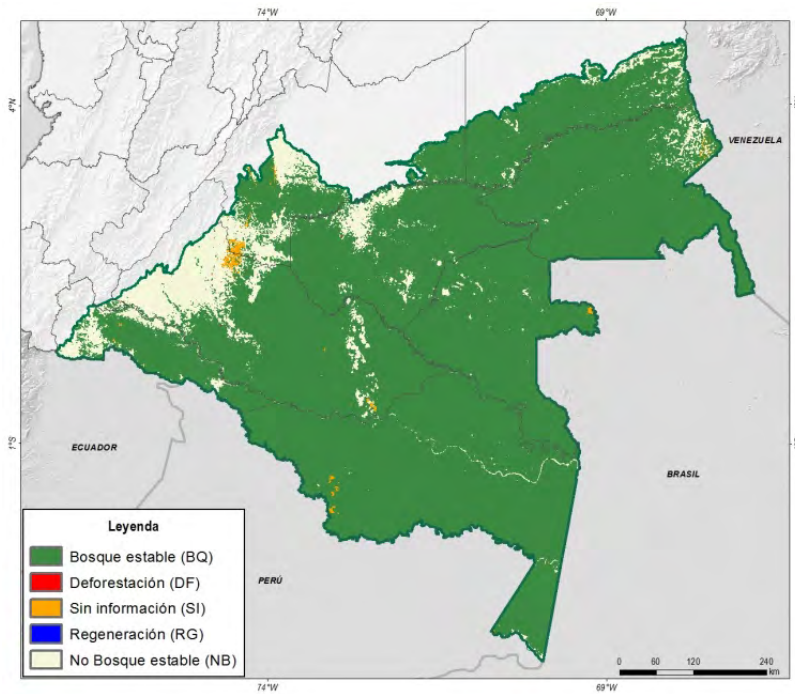 74°W
69°W
4°N
VENEZUELA
1°S
ECUADOR
BRASIL
PERÚ
Leyenda
Bosque estable (BQ)
Deforestación (DF)
Sin información (SI)
Regeneración (RG)
No Bosque estable (NB)
0 60 120 240
km
74°W
69°W